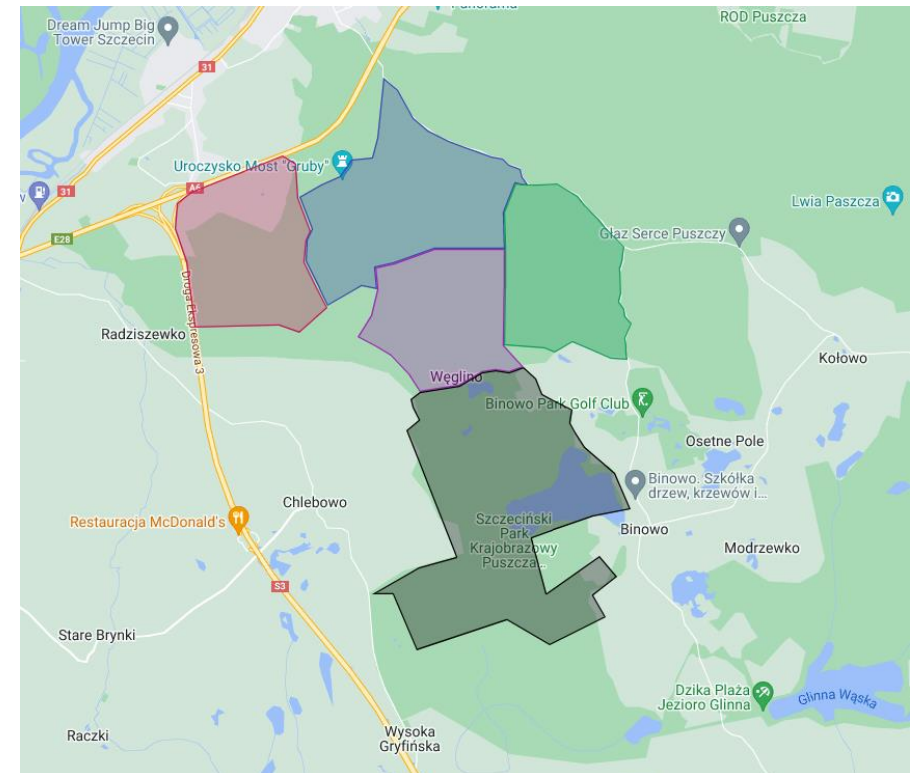 Panorama
ROD Puszcza
Dream Jump Big
Tower Szczecin
31
Uroczysko Most "Gruby"
A6
31
E28
Lwia Paszcza
Głaz Serce Puszczy
Droga Ekspresowa 3
Radziszewko
Kołowo
Węglino
Binowo Park Golf Club
Osetne Pole
Binowo. Szkółka
drzew, krzewów i...
Chlebowo
Restauracja McDonald's
Szczeciński
Park
Krajobrazowy
Puszcza...
Binowo
Modrzewko
S3
Stare Brynki
Dzika Plaża
Jezioro Glinna
Glinna Wąska
Raczki
Wysoka
Gryfińska